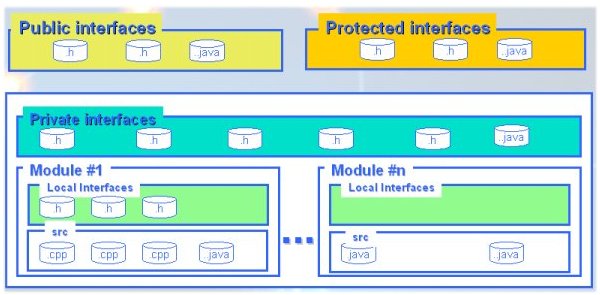 Public interfaces
Protected interfaces
.h .h ..java
.h .h ..java
Private interfaces
.h .h .h .h .h ..java
Module #1
Module #n
Local Interfaces
Local Interfaces
.h .h .h
src
src
.cpp .cpp .cpp ..java
.java ..java